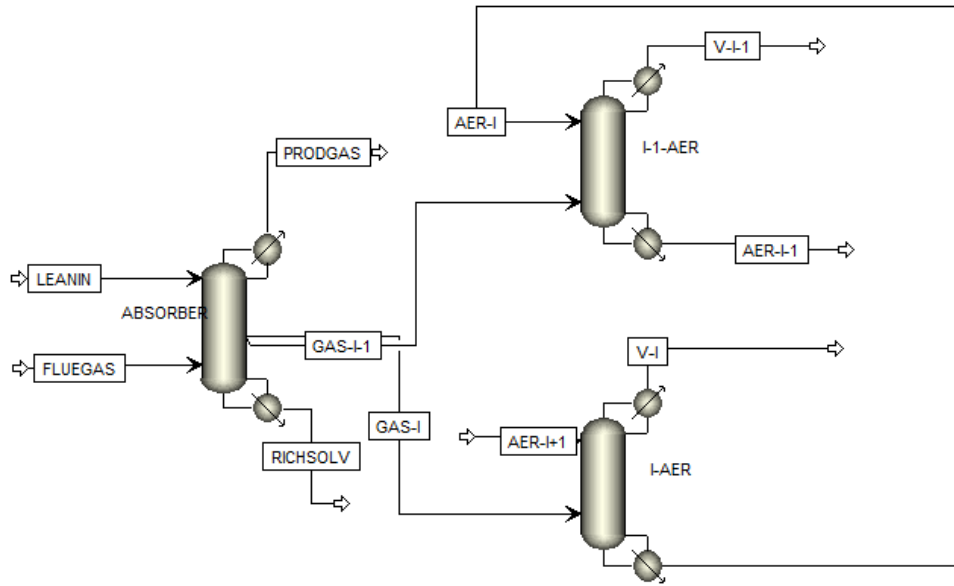 V-I-1
AER-I
I-1-AER
PRODGAS
AER-I-1
LEANIN
ABSORBER
GAS-I-1
V-I
FLUEGAS
GAS-I
AER-I+1
RICHSOLV
I-AER